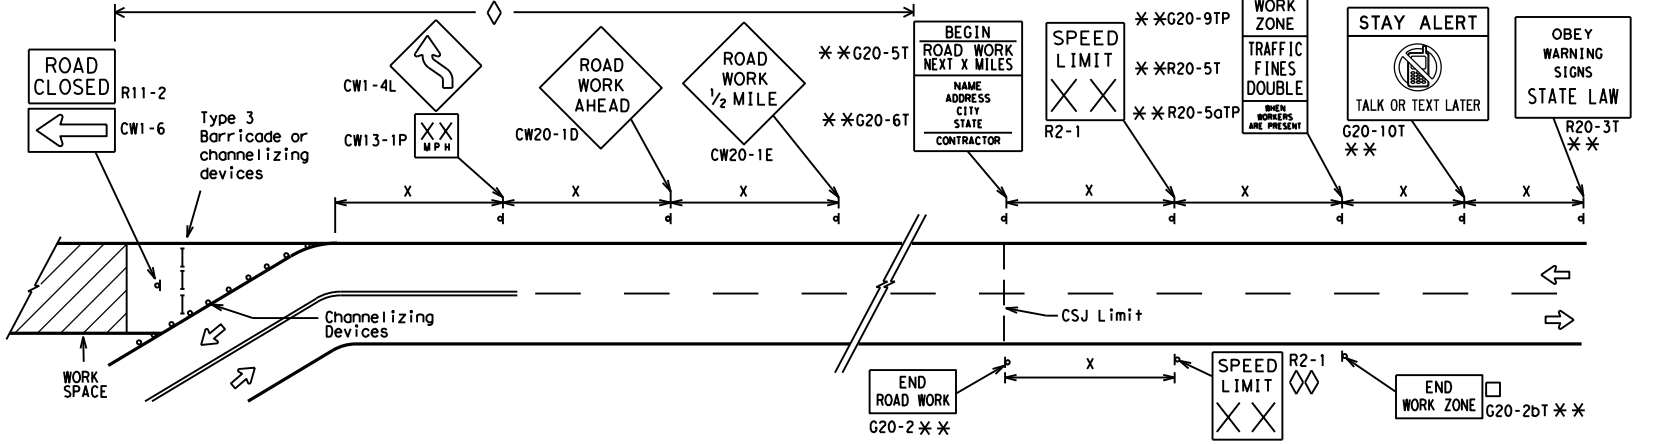 ROAD
CLOSED
R11-2
CW1-6
Type 3
Barricade or
channelizing
devices
CW1-4L
XX
MPH
CW13-1P
ROAD
WORK
AHEAD
CW20-1D
ROAD
WORK
1/2 MILE
CW20-1E
**G20-5T
**G20-6T
BEGIN
ROAD WORK
NEXT X MILES
NAME
ADDRESS
CITY
STATE
CONTRACTOR
SPEED
LIMIT
XX
R2-1
**G20-9TP
**R20-5T
**R20-5aTP
WORK
ZONE
TRAFFIC
FINES
DOUBLE
WHEN
WORKERS
ARE PRESENT
STAY ALERT
TALK OR TEXT LATER
G20-10T
**
OBEY
WARNING
SIGNS
STATE LAW
R20-3T
**
X
X
X
X
X
X
X
Channelizing
Devices
CSJ Limit
WORK
SPACE
X
END
ROAD WORK
G20-2 **
SPEED
LIMIT
XX
R2-1
END
WORK ZONE
G20-2bT **